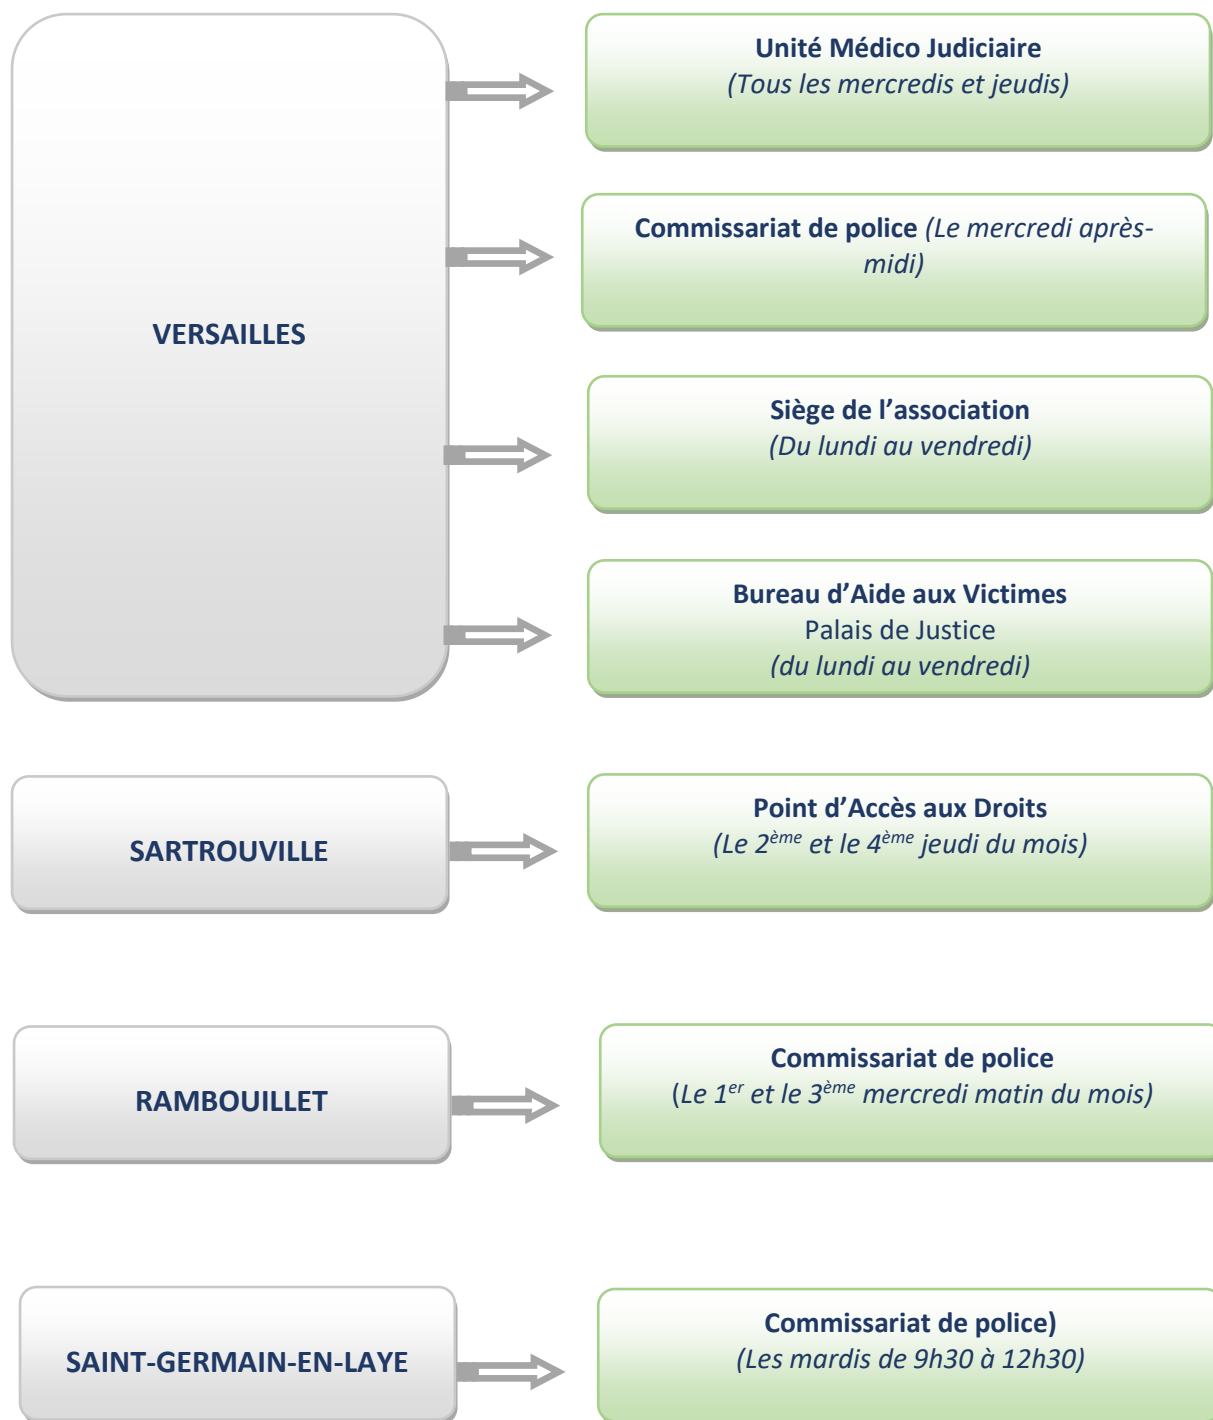 VERSAILLES
Unité Médico Judiciaire
(Tous les mercredis et jeudis)
Commissariat de police (Le mercredi après-
midi)
Siège de l’association
(Du lundi au vendredi)
Bureau d’Aide aux Victimes
Palais de Justice
(du lundi au vendredi)
SARTROUVILLE
Point d’Accès aux Droits
(Le 2ème et le 4ème jeudi du mois)
RAMBOUILLET
Commissariat de police
(Le 1er et le 3ème mercredi matin du mois)
SAINT-GERMAIN-EN-LAYE
Commissariat de police)
(Les mardis de 9h30 à 12h30)